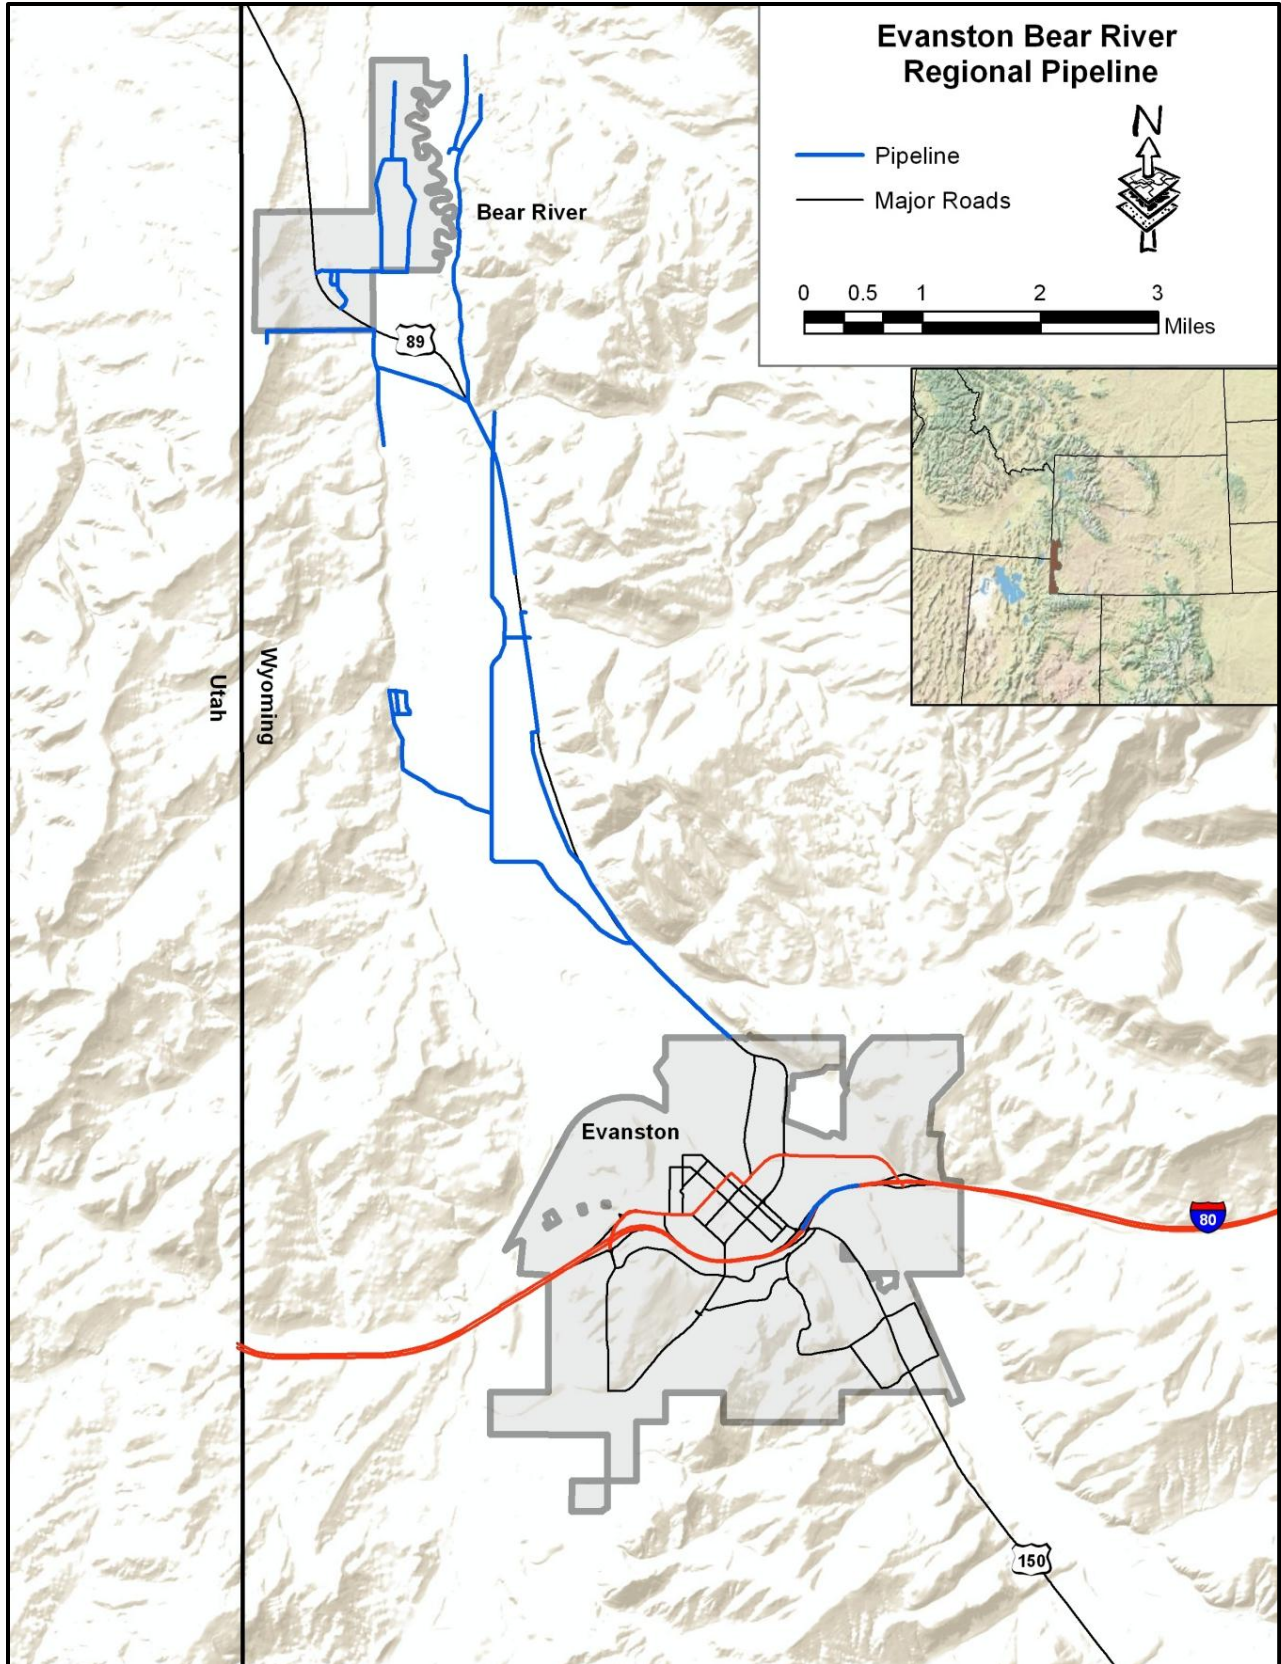 Evanston Bear River
Regional Pipeline
N
Pipeline
Major Roads
0 0.5 1 2 3
Miles
Bear River
89
Utah
Wyoming
Evanston
80
150